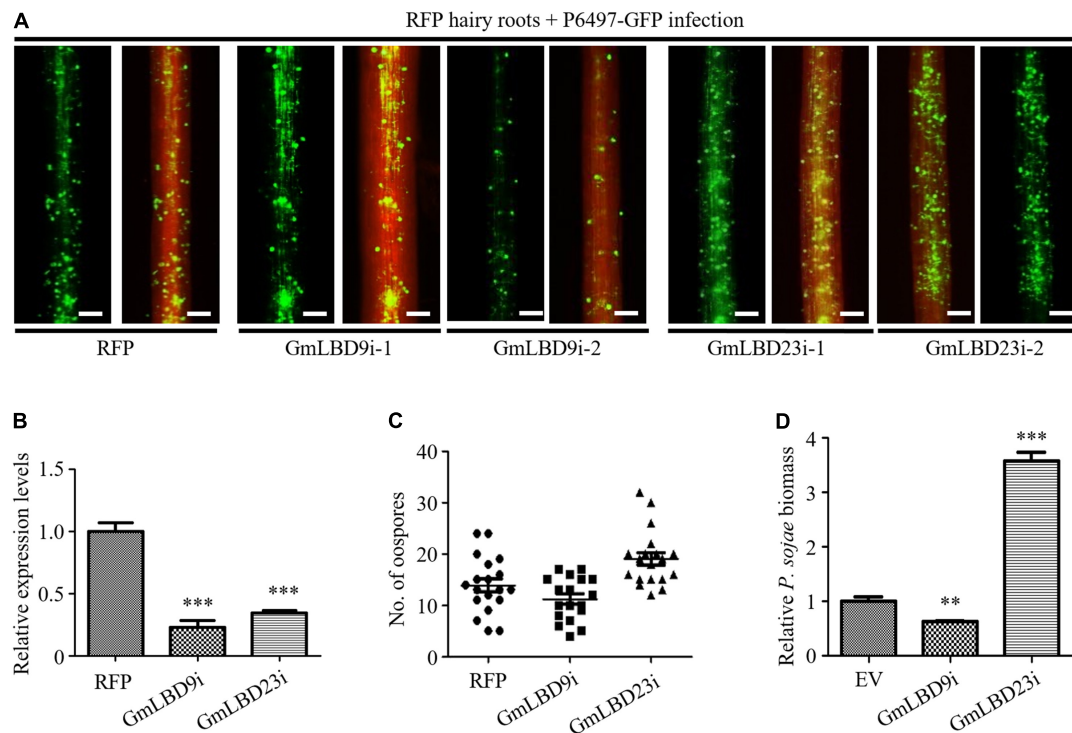 A
RFP hairy roots + P6497-GFP infection
RFP
GmLBD9i-1
GmLBD9i-2
GmLBD23i-1
GmLBD23i-2
B
Relative expression levels
1.5
1.0
0.5
0
***
***
RFP
GmLBD9i
GmLBD23i
C
No. of oospores
40
30
20
10
0
RFP
GmLBD9i
GmLBD23i
D
Relative P. sojae biomass
4
3
2
1
0
**
***
EV
GmLBD9i
GmLBD23i